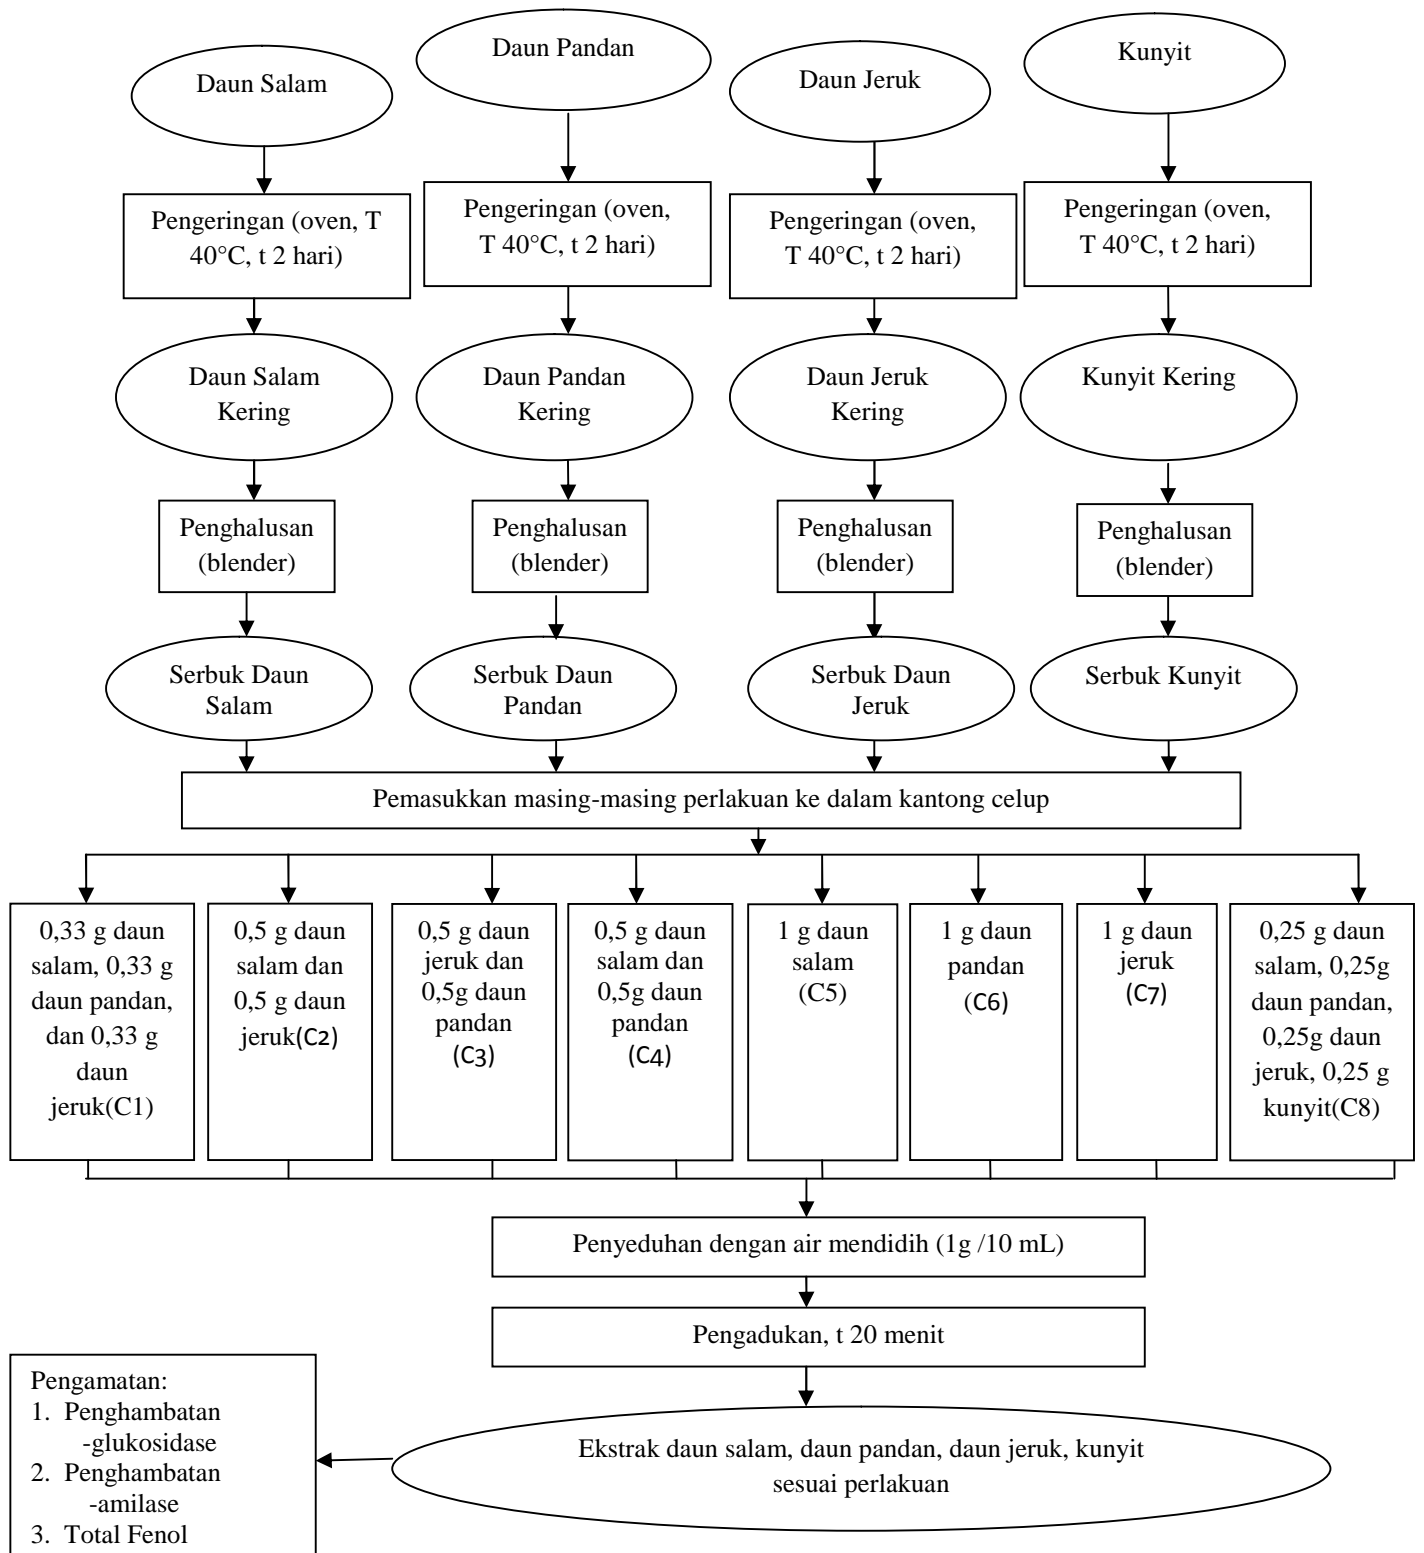 Daun Salam
Daun Pandan
Daun Jeruk
Kunyit
Pengeringan (oven, T
40°C, t 2 hari)
Pengeringan (oven,
T 40°C, t 2 hari)
Pengeringan (oven,
T 40°C, t 2 hari)
Pengeringan (oven,
T 40°C, t 2 hari)
Daun Salam
Kering
Daun Pandan
Kering
Daun Jeruk
Kering
Kunyit Kering
Penghalusan
(blender)
Penghalusan
(blender)
Penghalusan
(blender)
Penghalusan
(blender)
Serbuk Daun
Salam
Serbuk Daun
Pandan
Serbuk Daun
Jeruk
Serbuk Kunyit
Pemasukkan masing-masing perlakuan ke dalam kantong celup
0,33 g daun
salam, 0,33 g
daun pandan,
dan 0,33 g
daun
jeruk(C1)
0,5 g daun
salam dan
0,5 g daun
jeruk(C2)
0,5 g daun
jeruk dan
0,5g daun
pandan
(C3)
0,5 g daun
salam dan
0,5g daun
pandan
(C4)
1 g daun
salam
(C5)
1 g daun
pandan
(C6)
1 g daun
jeruk
(C7)
0,25 g daun
salam, 0,25g
daun pandan,
0,25g daun
jeruk, 0,25 g
kunyit(C8)
Penyeduhan dengan air mendidih (1g /10 mL)
Pengadukan, t 20 menit
Ekstrak daun salam, daun pandan, daun jeruk, kunyit
sesuai perlakuan
Pengamatan:
1. Penghambatan
-glukosidase
2. Penghambatan
-amilase
3. Total Fenol